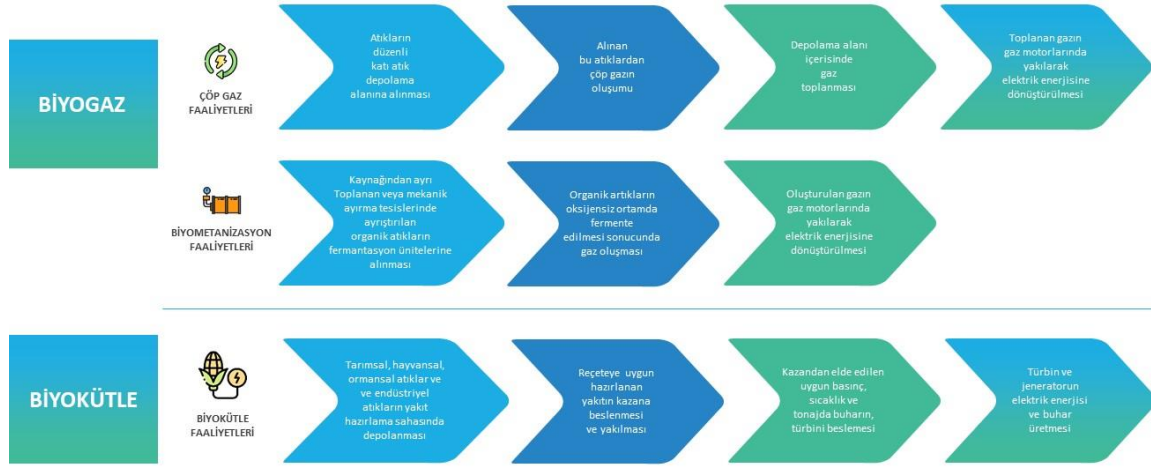 BİYOGAZ
ÇÖP GAZ
FAALİYETLERİ
Atıkların
düzenli
katı atık
depolama
alanına alınması
Alınan
bu atıklardan
çöp gazın
oluşumu
Depolama alanı
içerisinde
gaz
toplanması
Toplanan gazın
gaz motorlarında
yakılarak
elektrik enerjisine
dönüştürülmesi
BİYOMETANİZASYON
FAALİYETLERİ
Kaynağından ayrı
Toplanan veya mekanik
ayırma tesislerinde
ayrıştırılan
organik atıkların
fermantasyon ünitelerine
alınması
Organik artıkların
oksijensiz ortamda
fermente
edilmesi sonucunda
gaz oluşması
Oluşturulan gazın
gaz motorlarında
yakılarak
elektrik enerjisine
dönüştürülmesi
BİYOKÜTLE
BİYOKÜTLE
FAALİYETLERİ
Tarımsal, hayvansal,
ormansal atıklar ve
ve endüstriyel
atıkların yakıt
hazırlama sahasında
depolanması
Reçeteye uygun
hazırlanan
yakıtın kazana
beslenmesi
ve yakılması
Kazandan elde edilen
uygun basınç,
sıcaklık ve
tonajda buharın,
türbini beslemesi
Türbin ve
jeneratorun
elektrik enerjisi
ve buhar
üretmesi